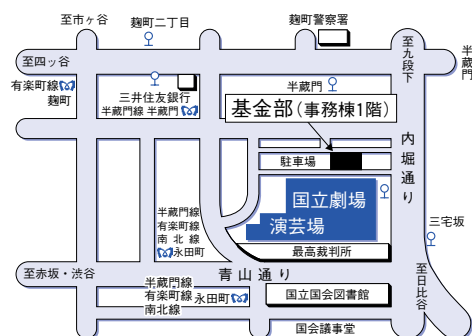 至市ヶ谷
麹町二丁目
麹町警察署
至九段下
半蔵門
至四ッ谷
有楽町線
麹町
三井住友銀行
半蔵門線 半蔵門
半蔵門
基金部（事務棟1階）
内堀通り
駐車場
国立劇場
演芸場
三宅坂
半蔵門線
有楽町線
南北線
永田町
最高裁判所
至赤坂・渋谷
青山通り
至日比谷
半蔵門線
有楽町線 永田町
南北線
国立国会図書館
国会議事堂